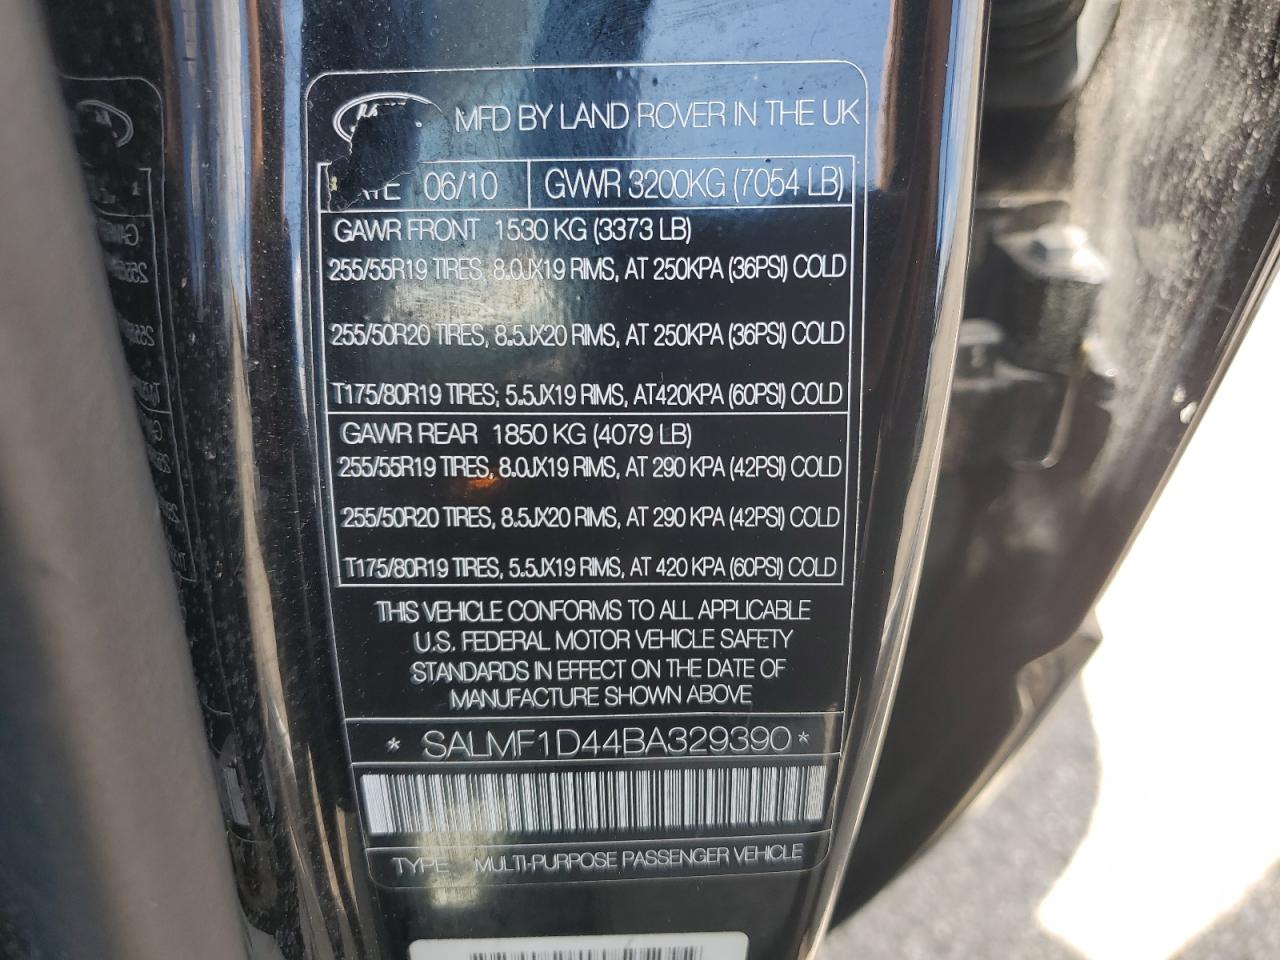 MFD BY LAND ROVER IN THE UK
06/10 GVWR 3200KG (7054 LB)
GAWR FRONT 1530 KG (3373 LB)
255/55R19 TIRES, 8.0JX19 RIMS, AT 250KPA (36PSI) COLD
255/50R20 TIRES, 8.5JX20 RIMS, AT 250KPA (36PSI) COLD
T175/80R19 TIRES; 5.5JX19 RIMS, AT420KPA (60PSI) COLD
GAWR REAR 1850 KG (4079 LB)
255/55R19 TIRES, 8.0JX19 RIMS, AT 290 KPA (42PSI) COLD
255/50R20 TIRES, 8.5JX20 RIMS, AT 290 KPA (42PSI) COLD
T175/80R19 TIRES, 5.5JX19 RIMS, AT 420 KPA (60PSI) COLD
THIS VEHICLE CONFORMS TO ALL APPLICABLE
U.S. FEDERAL MOTOR VEHICLE SAFETY
STANDARDS IN EFFECT ON THE DATE OF
MANUFACTURE SHOWN ABOVE
* SALMF1D44BA329390 *
TYPE MULTI-PURPOSE PASSENGER VEHICLE